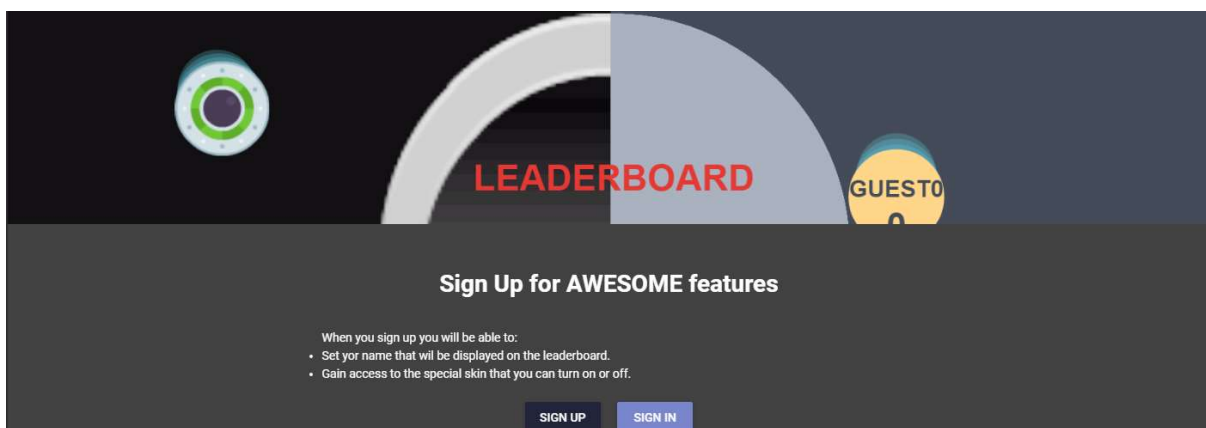 LEADERBOARD
GUEST0
0
Sign Up for AWESOME features
When you sign up you will be able to:
• Set yor name that wil be displayed on the leaderboard.
• Gain access to the special skin that you can turn on or off.
SIGN UP SIGN IN